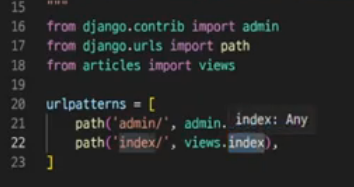 15 """
16 from django.contrib import admin
17 from django.urls import path
18 from articles import views
19
20 urlpatterns = [
21 path('admin/', admin. index: Any
22 path('index/', views.index),
23 ]